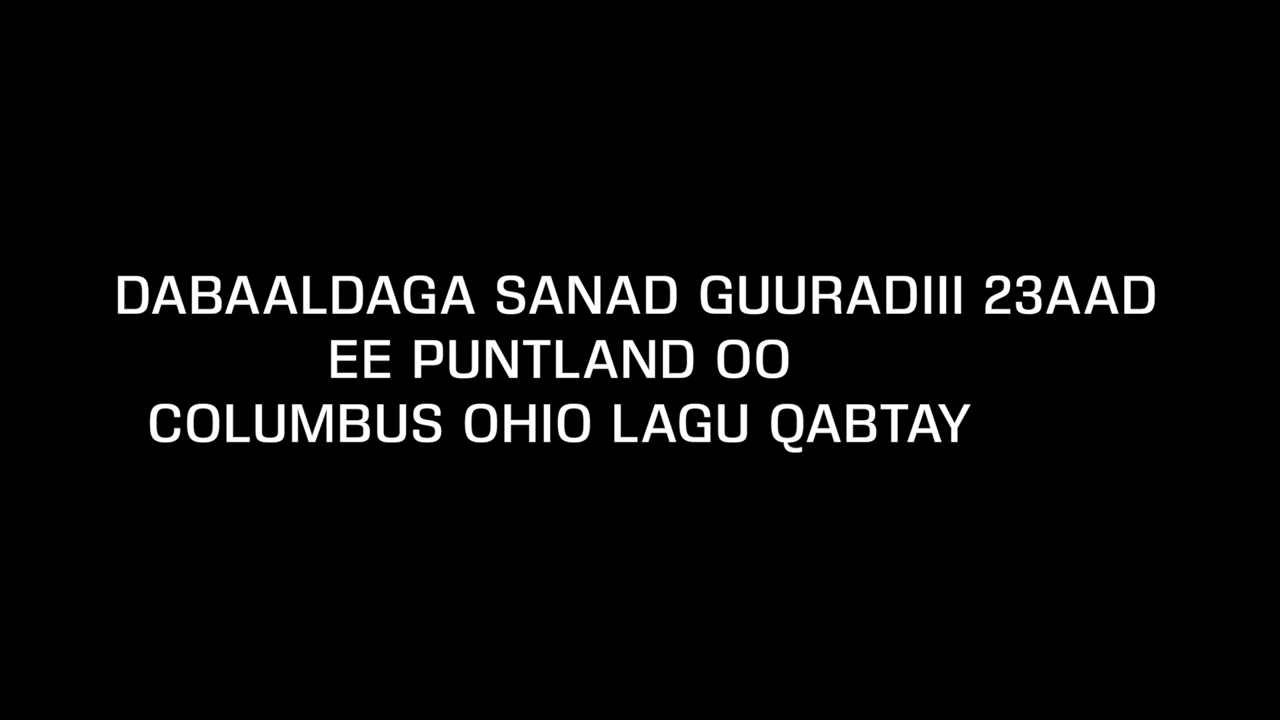 DABAALDAGA SANAD GUURADIII 23AAD
EE PUNTLAND OO
COLUMBUS OHIO LAGU QABTAY